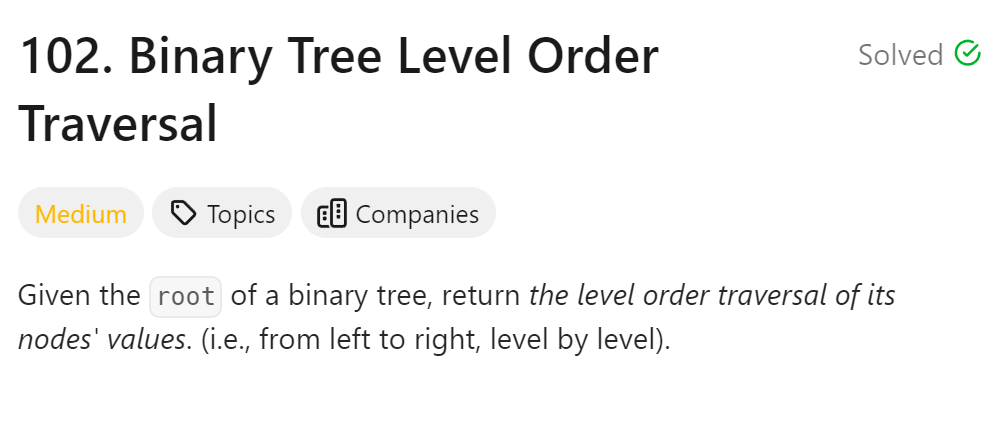 102. Binary Tree Level Order
Traversal
Solved
Medium
Topics
Companies
Given the root of a binary tree, return the level order traversal of its
nodes' values. (i.e., from left to right, level by level).